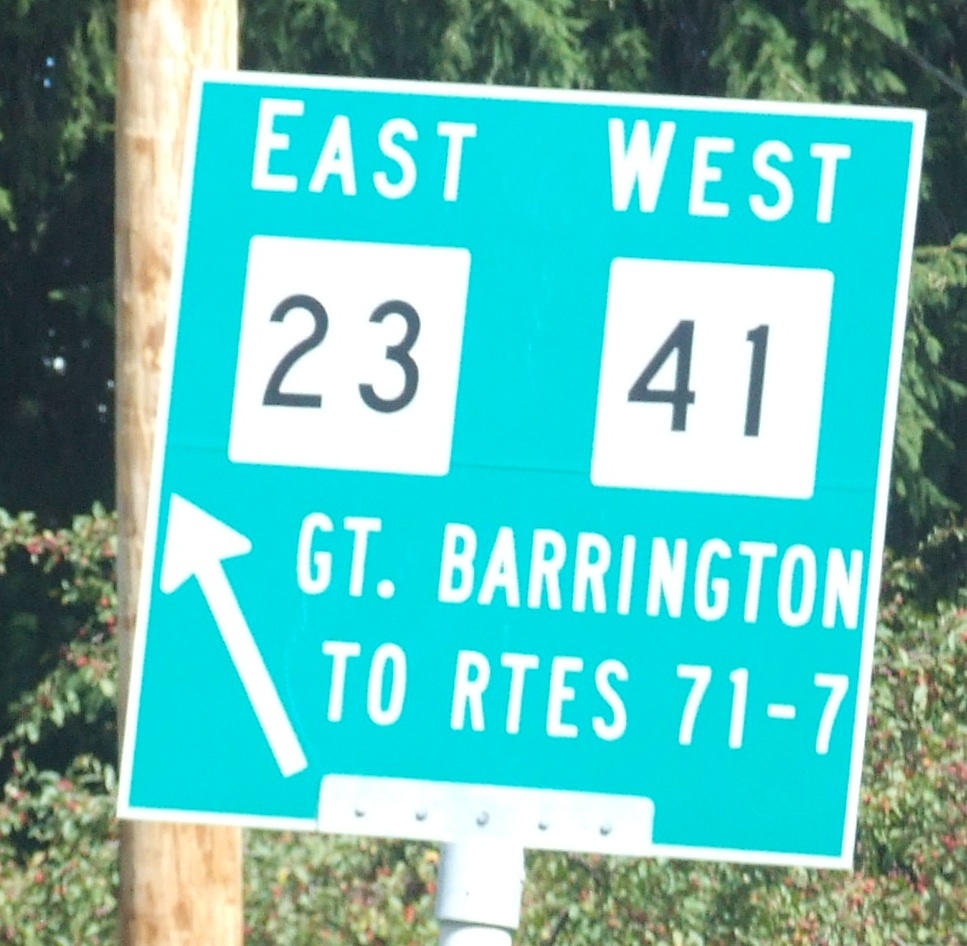 EAST WEST
23 41
GT. BARRINGTON
TO RTES 71-7